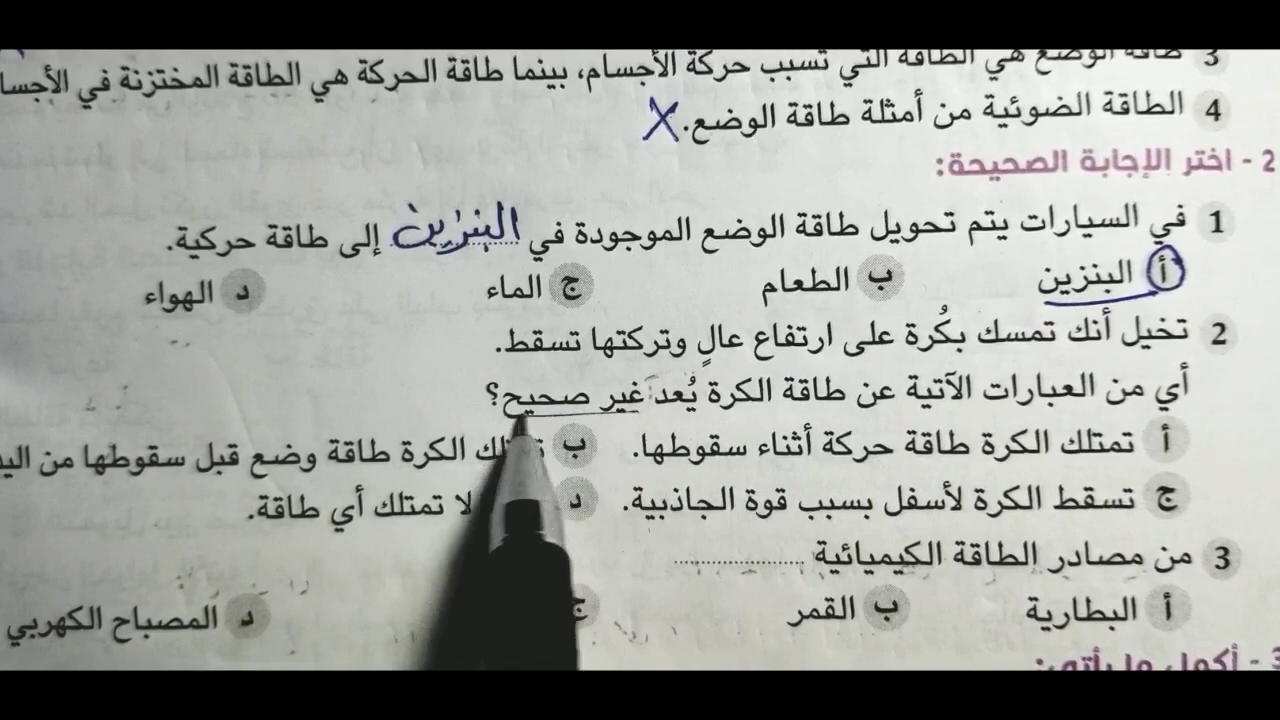 3 طاقة الوضع هي الطاقة التي تسبب حركة الأجسام، بينما طاقة الحركة هي الطاقة المختزنة في
4 الطاقة الضوئية من أمثلة طاقة الوضع. X
2 - اختر الإجابة الصحيحة:
1 في السيارات يتم تحويل طاقة الوضع الموجودة في البنزين إلى طاقة حركية.
أ البنزين ب الطعام ج الماء د الهواء
2 تخيل أنك تمسك بكُرة على ارتفاع عالٍ وتركتها تسقط.
أي من العبارات الآتية عن طاقة الكرة يُعد غير صحيح؟
أ تمتلك الكرة طاقة حركة أثناء سقوطها. ب الكرة طاقة وضع قبل سقوطها من
ج تسقط الكرة لأسفل بسبب قوة الجاذبية. د لا تمتلك أي طاقة.
3 من مصادر الطاقة الكيميائية ......................
أ البطارية ب القمر ج د المصباح الكهربي
3 - أكمل ما يأتي: